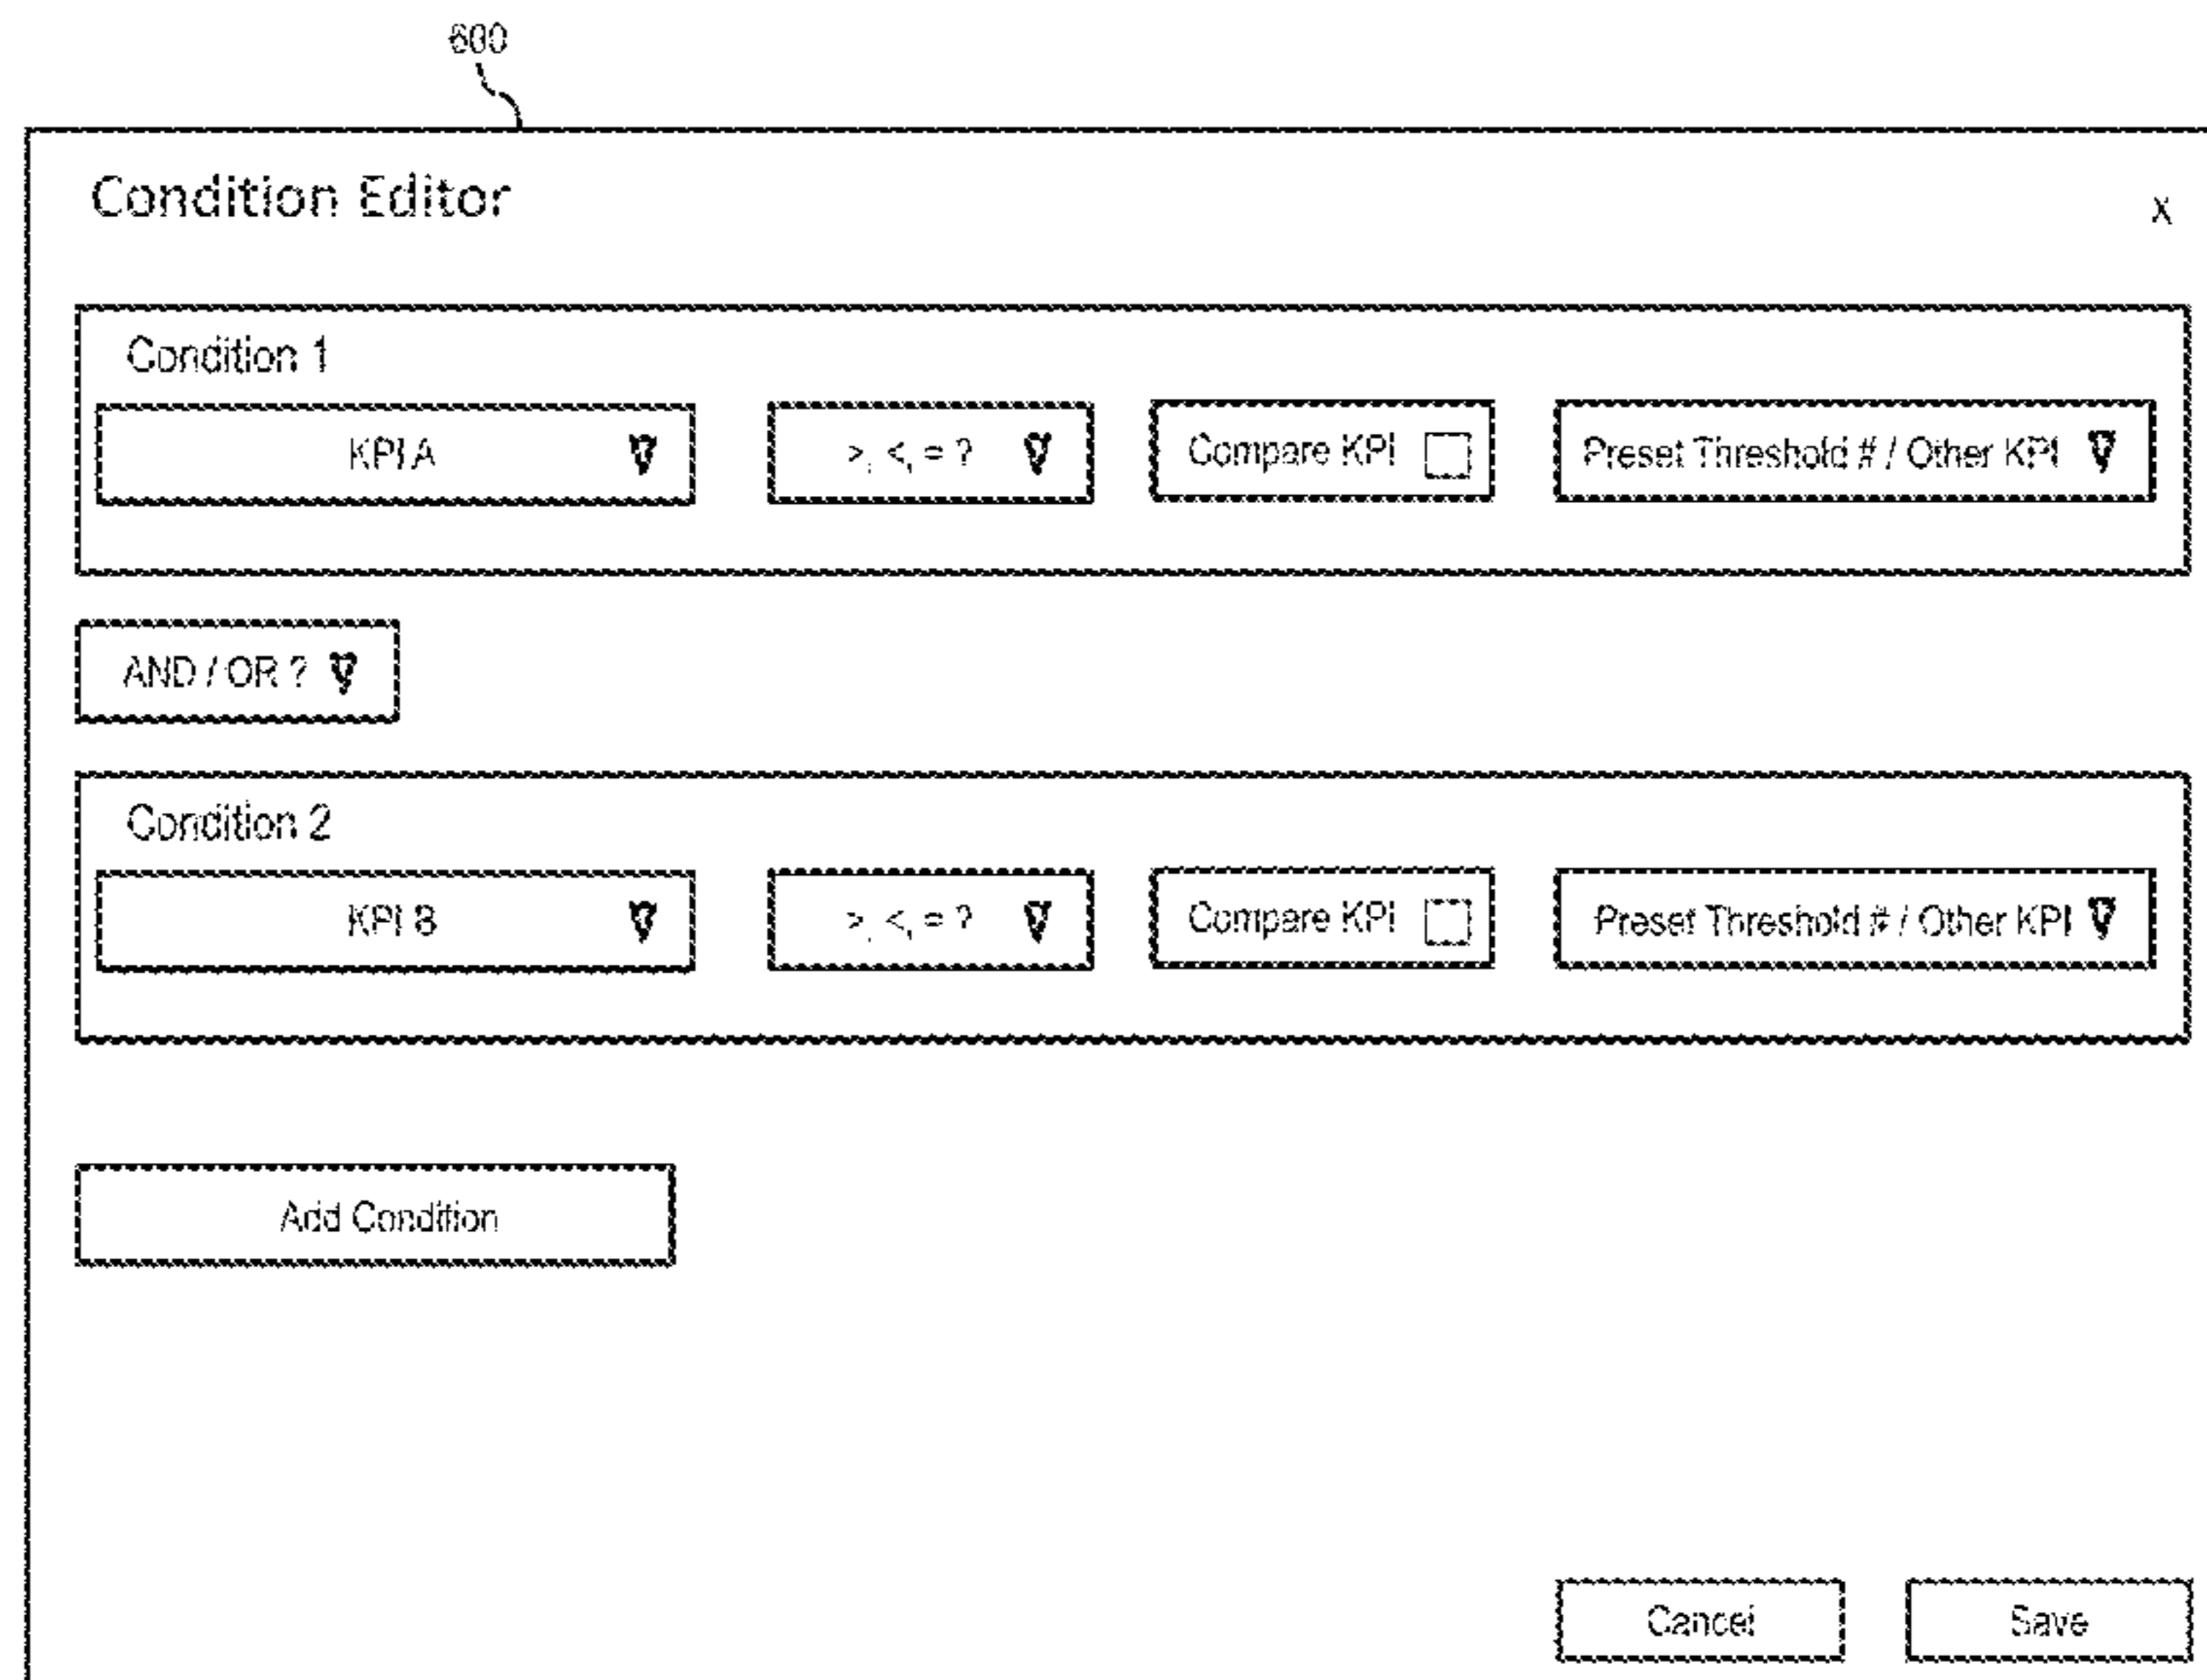 600
Condition Editor X
Condition 1
KPI A >, <, = ? Compare KPI Preset Threshold # / Other KPI
AND / OR ?
Condition 2
KPI B >, <, = ? Compare KPI Preset Threshold # / Other KPI
Add Condition
Cancel Save